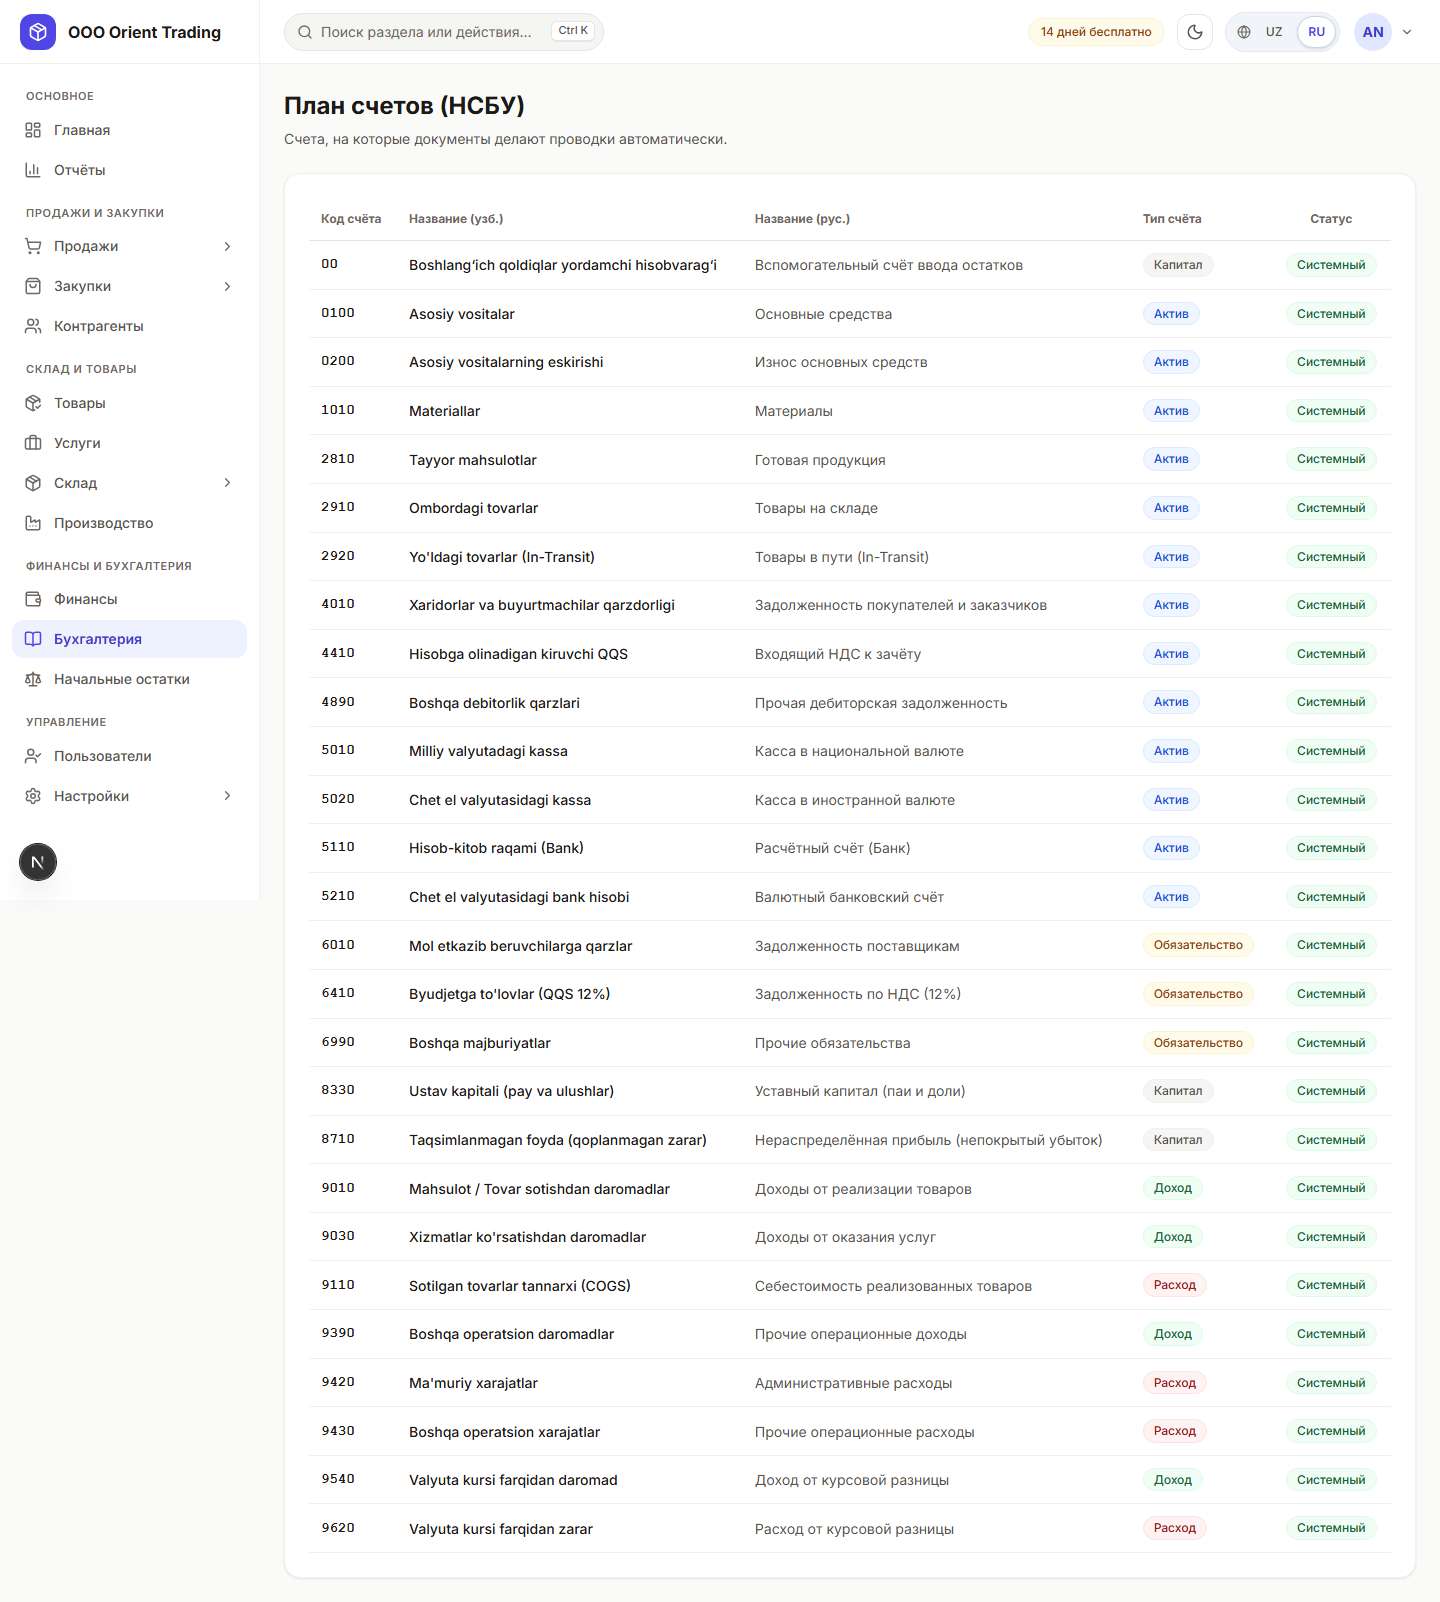 ООО Orient Trading
Поиск раздела или действия... Ctrl K
14 дней бесплатно
UZ RU
AN
ОСНОВНОЕ
Главная
Отчёты
ПРОДАЖИ И ЗАКУПКИ
Продажи
Закупки
Контрагенты
СКЛАД И ТОВАРЫ
Товары
Услуги
Склад
Производство
ФИНАНСЫ И БУХГАЛТЕРИЯ
Финансы
Бухгалтерия
Начальные остатки
УПРАВЛЕНИЕ
Пользователи
Настройки
N
План счетов (НСБУ)
Счета, на которые документы делают проводки автоматически.
Код счёта Название (узб.) Название (рус.) Тип счёта Статус
00 Boshlangʻich qoldiqlar yordamchi hisobvaragʻi Вспомогательный счёт ввода остатков Капитал Системный
0100 Asosiy vositalar Основные средства Актив Системный
0200 Asosiy vositalarning eskirishi Износ основных средств Актив Системный
1010 Materiallar Материалы Актив Системный
2810 Tayyor mahsulotlar Готовая продукция Актив Системный
2910 Ombordagi tovarlar Товары на складе Актив Системный
2920 Yo'ldagi tovarlar (In-Transit) Товары в пути (In-Transit) Актив Системный
4010 Xaridorlar va buyurtmachilar qarzdorligi Задолженность покупателей и заказчиков Актив Системный
4410 Hisobga olinadigan kiruvchi QQS Входящий НДС к зачёту Актив Системный
4890 Boshqa debitorlik qarzlari Прочая дебиторская задолженность Актив Системный
5010 Milliy valyutadagi kassa Касса в национальной валюте Актив Системный
5020 Chet el valyutasidagi kassa Касса в иностранной валюте Актив Системный
5110 Hisob-kitob raqami (Bank) Расчётный счёт (Банк) Актив Системный
5210 Chet el valyutasidagi bank hisobi Валютный банковский счёт Актив Системный
6010 Mol etkazib beruvchilarga qarzlar Задолженность поставщикам Обязательство Системный
6410 Byudjetga to'lovlar (QQS 12%) Задолженность по НДС (12%) Обязательство Системный
6990 Boshqa majburiyatlar Прочие обязательства Обязательство Системный
8330 Ustav kapitali (pay va ulushlar) Уставный капитал (паи и доли) Капитал Системный
8710 Taqsimlanmagan foyda (qoplanmagan zarar) Нераспределённая прибыль (непокрытый убыток) Капитал Системный
9010 Mahsulot / Tovar sotishdan daromadlar Доходы от реализации товаров Доход Системный
9030 Xizmatlar ko'rsatishdan daromadlar Доходы от оказания услуг Доход Системный
9110 Sotilgan tovarlar tannarxi (COGS) Себестоимость реализованных товаров Расход Системный
9390 Boshqa operatsion daromadlar Прочие операционные доходы Доход Системный
9420 Ma'muriy xarajatlar Административные расходы Расход Системный
9430 Boshqa operatsion xarajatlar Прочие операционные расходы Расход Системный
9540 Valyuta kursi farqidan daromad Доход от курсовой разницы Доход Системный
9620 Valyuta kursi farqidan zarar Расход от курсовой разницы Расход Системный